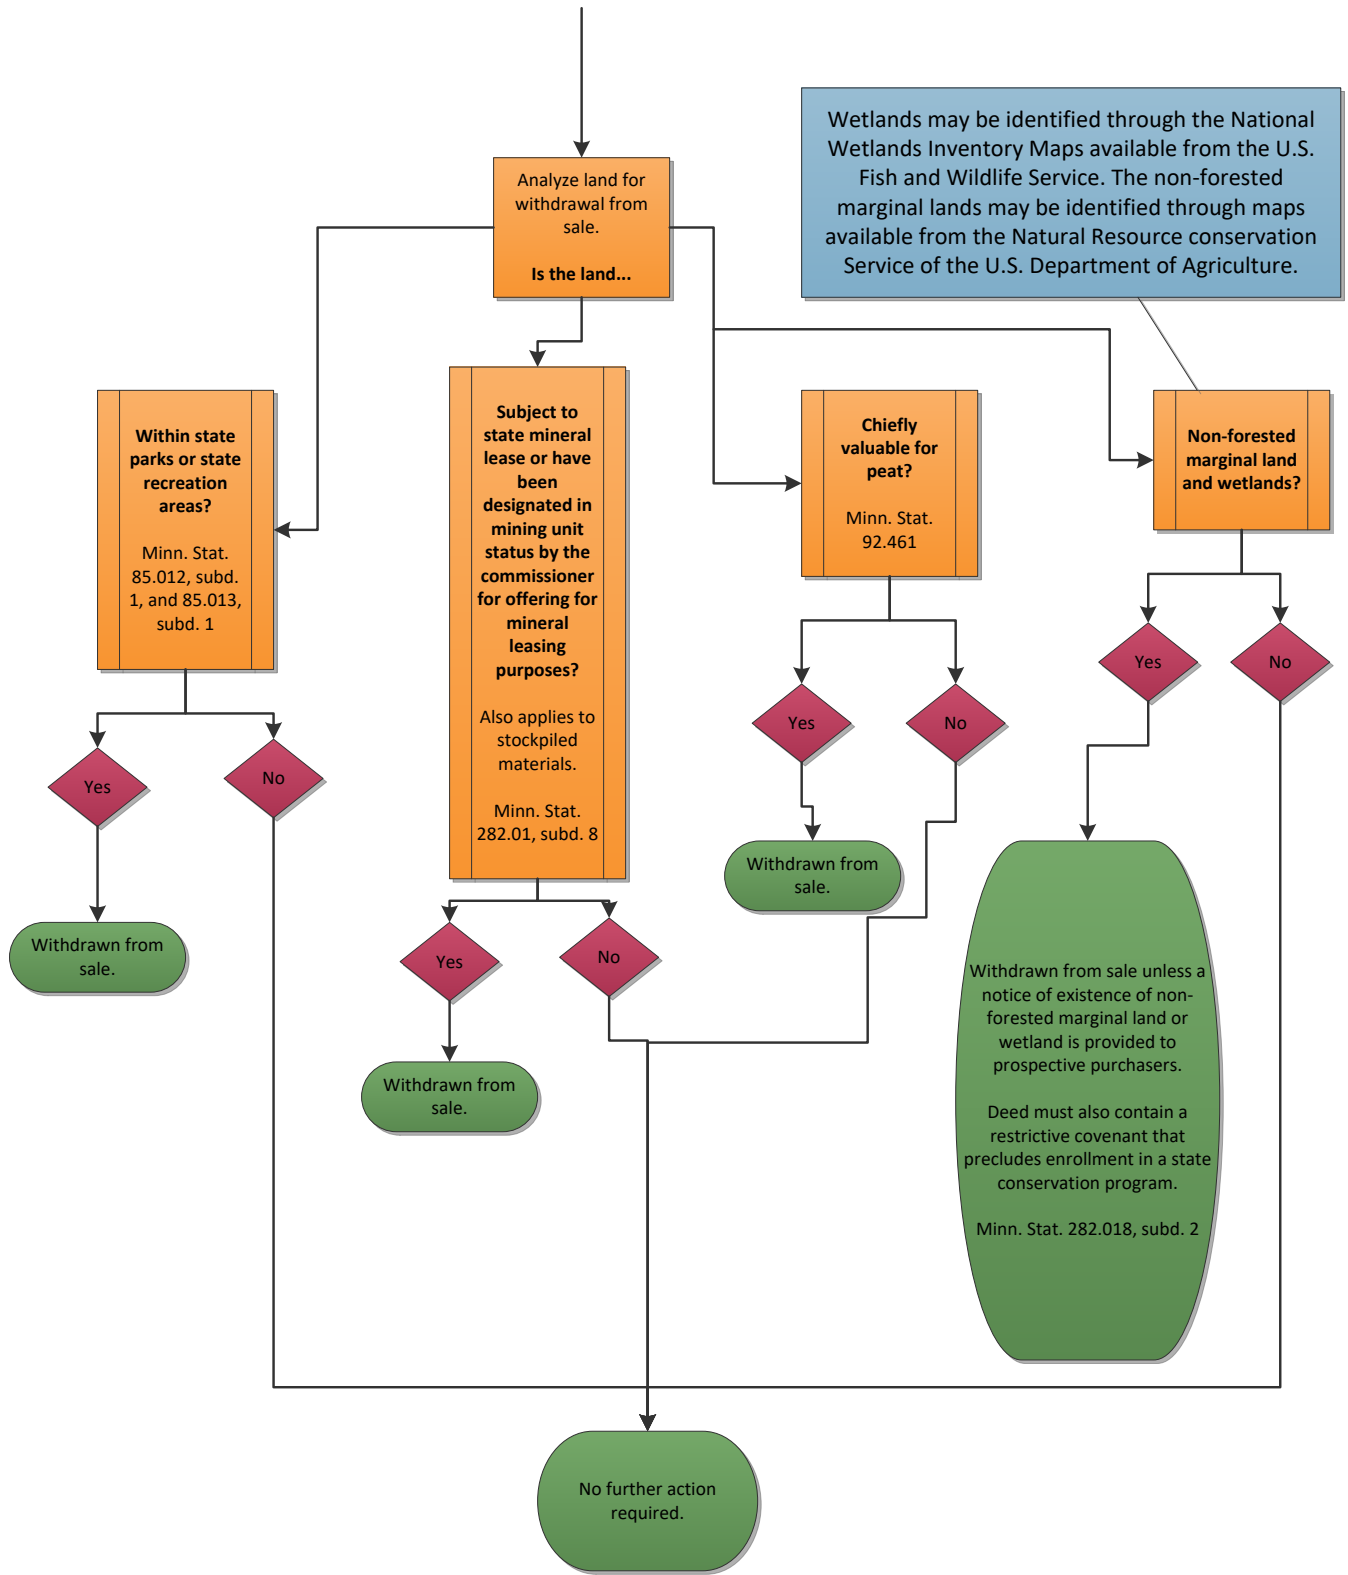 Analyze land for
withdrawal from
sale.
Is the land...
Wetlands may be identified through the National
Wetlands Inventory Maps available from the U.S.
Fish and Wildlife Service. The non-forested
marginal lands may be identified through maps
available from the Natural Resource conservation
Service of the U.S. Department of Agriculture.
Within state
parks or state
recreation
areas?
Minn. Stat.
85.012, subd.
1, and 85.013,
subd. 1
Yes
No
Withdrawn from
sale.
Subject to
state mineral
lease or have
been
designated in
mining unit
status by the
commissioner
for offering for
mineral
leasing
purposes?
Also applies to
stockpiled
materials.
Minn. Stat.
282.01, subd. 8
Yes
No
Withdrawn from
sale.
Chiefly
valuable for
peat?
Minn. Stat.
92.461
Yes
No
Withdrawn from
sale.
Non-forested
marginal land
and wetlands?
Yes
No
Withdrawn from sale unless a
notice of existence of non-
forested marginal land or
wetland is provided to
prospective purchasers.
Deed must also contain a
restrictive covenant that
precludes enrollment in a state
conservation program.
Minn. Stat. 282.018, subd. 2
No further action
required.